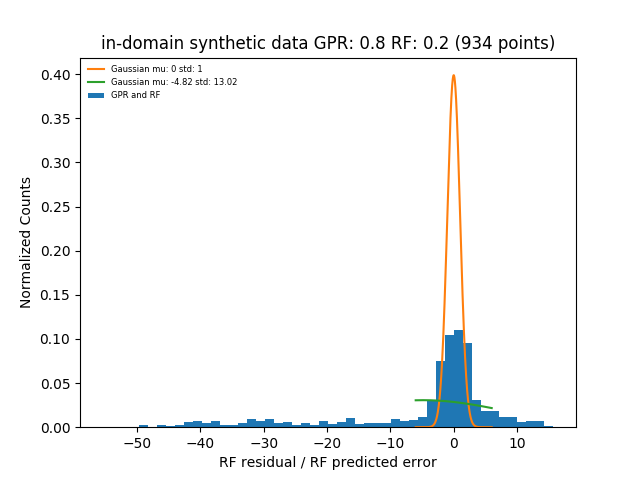 in-domain synthetic data GPR: 0.8 RF: 0.2 (934 points)
Gaussian mu: 0 std: 1
Gaussian mu: -4.82 std: 13.02
GPR and RF
Normalized Counts
0.40
0.35
0.30
0.25
0.20
0.15
0.10
0.05
0.00
−50 −40 −30 −20 −10 0 10
RF residual / RF predicted error